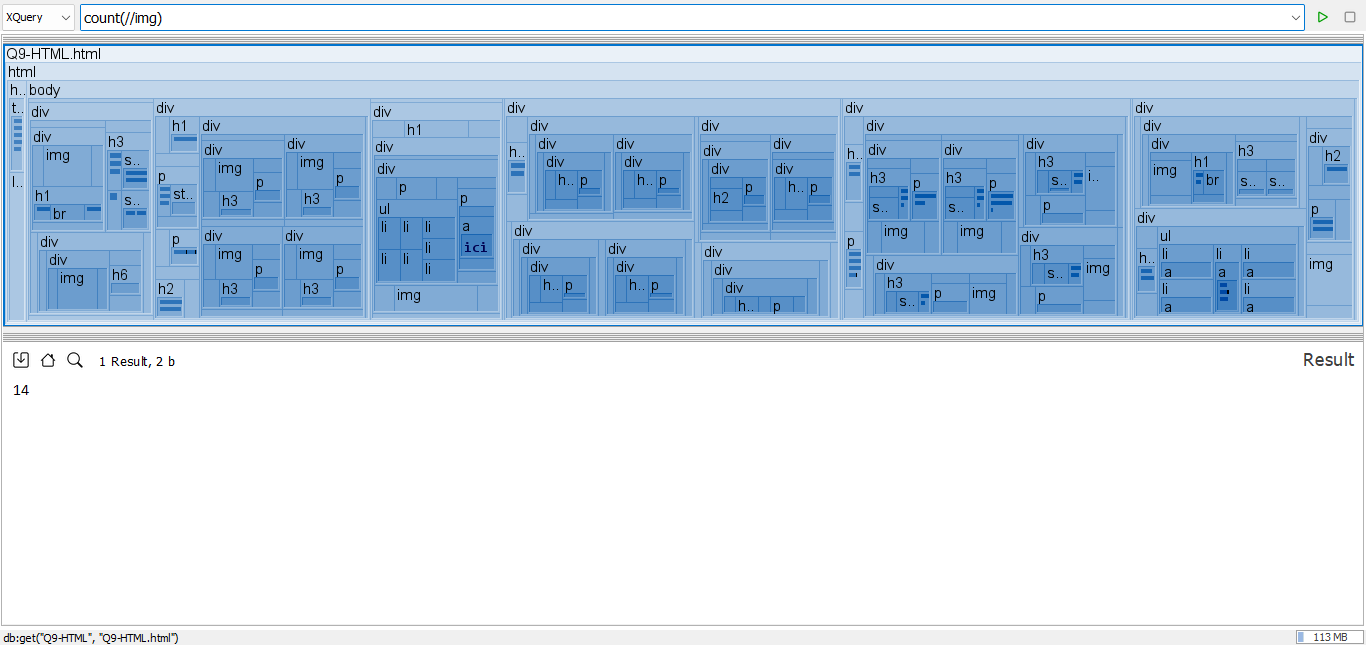 XQuery count(//img)
Q9-HTML.html
html
h.. body
t.. div div div div div div
div h3 h1 div h1 div div div div div
img s.. div div div h.. div div div div h.. div div div div h1 h3 h2
h1 br s.. img p img p p ul div h.. p div h.. p div h2 p div h.. p h3 s.. p h3 s.. p h3 s.. i.. p img br s.. s.. p
l.. p st.. h3 h3 li li li p a div
div p div div li ici div div div p img img div ul img
div h6 img p img p li li li div h.. p div h.. p div div h3 s.. p img h3 s.. img h.. li li li
img h2 h3 h3 img div h.. p p a a a li li a a
1 Result, 2 b Result
14
db:get("Q9-HTML", "Q9-HTML.html") 113 MB